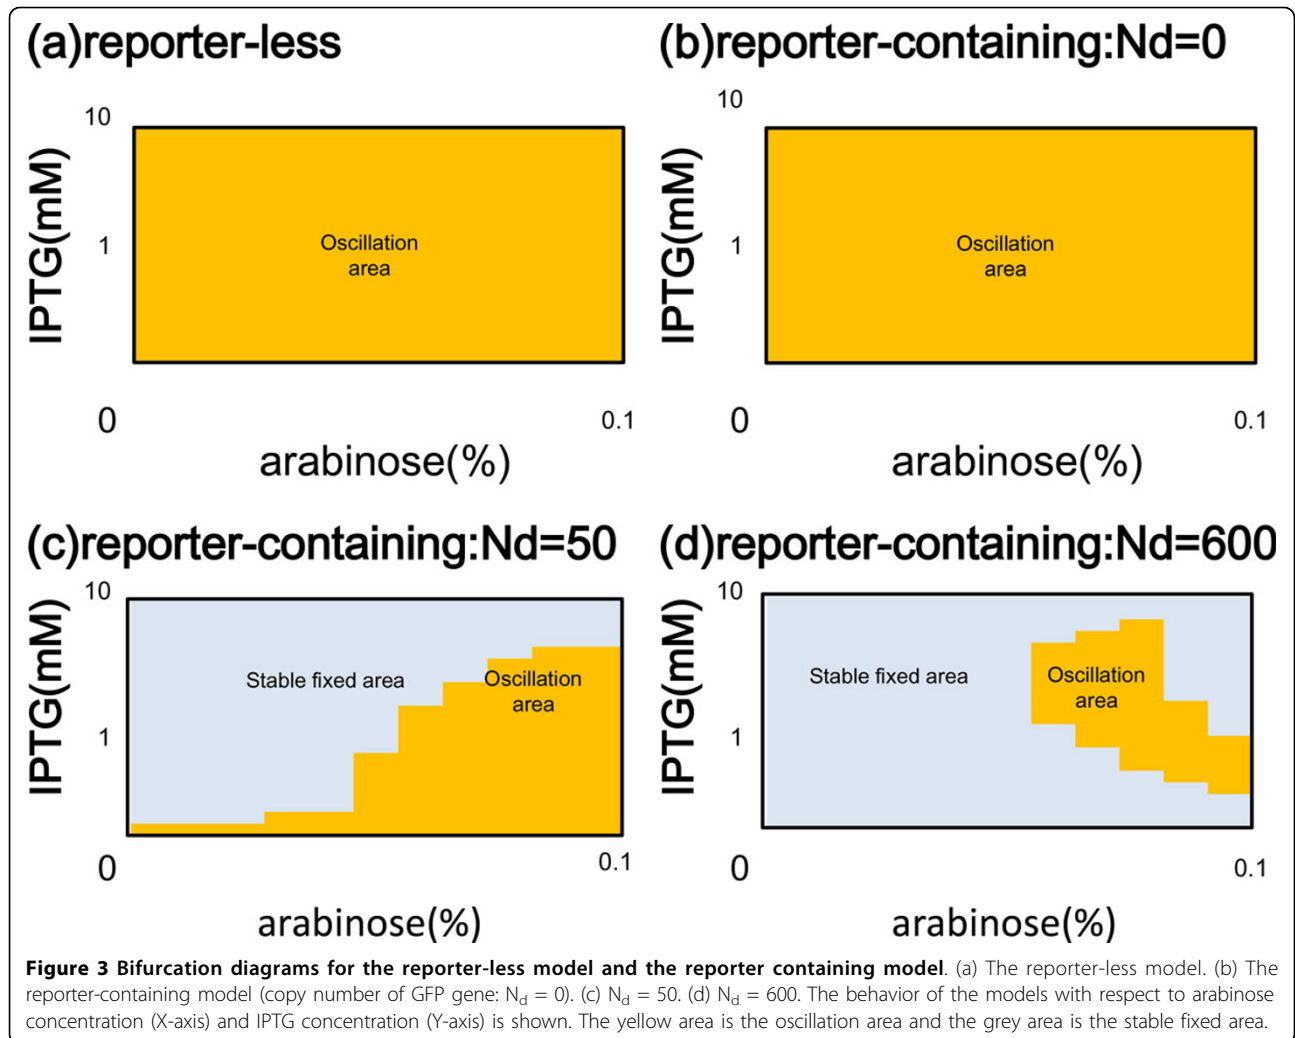 (a)reporter-less
10
IPTG(mM)
1
Oscillation
area
0
0.1
arabinose(%)
(b)reporter-containing:Nd=0
10
IPTG(mM)
1
Oscillation
area
0
0.1
arabinose(%)
(c)reporter-containing:Nd=50
10
IPTG(mM)
1
Stable fixed area
Oscillation
area
0
0.1
arabinose(%)
(d)reporter-containing:Nd=600
10
IPTG(mM)
1
Stable fixed area
Oscillation
area
0
0.1
arabinose(%)
Figure 3 Bifurcation diagrams for the reporter-less model and the reporter containing model. (a) The reporter-less model. (b) The
reporter-containing model (copy number of GFP gene: Nd = 0). (c) Nd = 50. (d) Nd = 600. The behavior of the models with respect to arabinose
concentration (X-axis) and IPTG concentration (Y-axis) is shown. The yellow area is the oscillation area and the grey area is the stable fixed area.